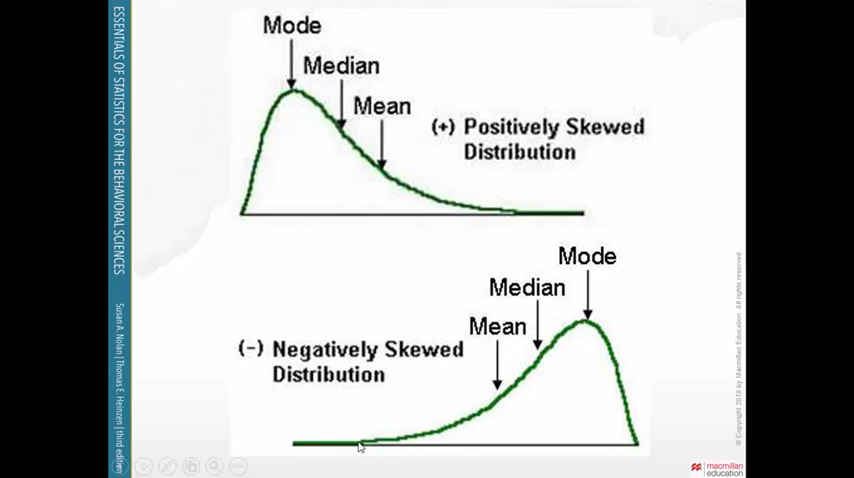 ESSENTIALS OF STATISTICS FOR THE BEHAVIORAL SCIENCES
Susan A. Nolan | Thomas E. Heinzen | third edition
Mode
Median
Mean
(+) Positively Skewed
Distribution
Mode
Median
Mean
(-) Negatively Skewed
Distribution
© Copyright 2016 by Macmillan Education All rights reserved
macmillan
education